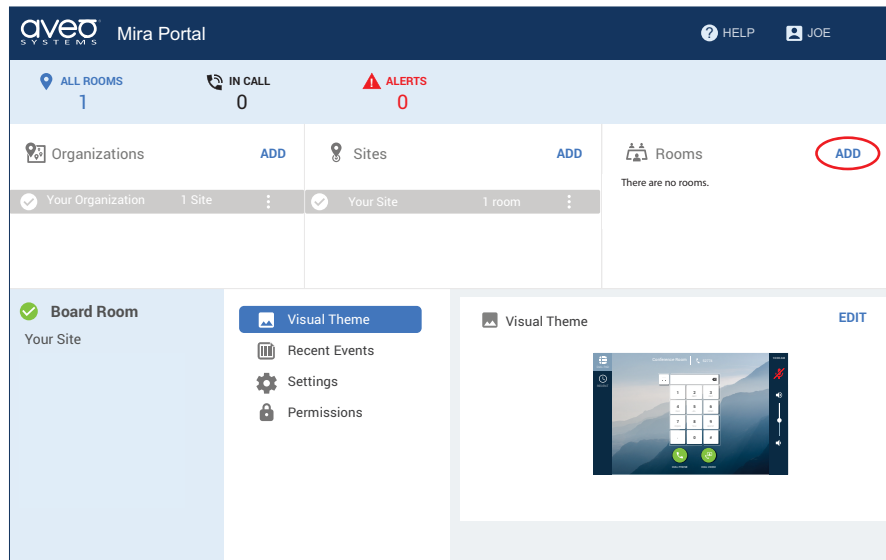 aveo
SYSTEMS
Mira Portal
HELP
JOE
ALL ROOMS
1
IN CALL
0
ALERTS
0
Organizations
ADD
Sites
ADD
Rooms
ADD
There are no rooms.
Your Organization 1 Site
Your Site 1 room
Board Room
Your Site
Visual Theme
Recent Events
Settings
Permissions
Visual Theme
EDIT
Conference Room
1 2 3
4 5 6
7 8 9
0 #